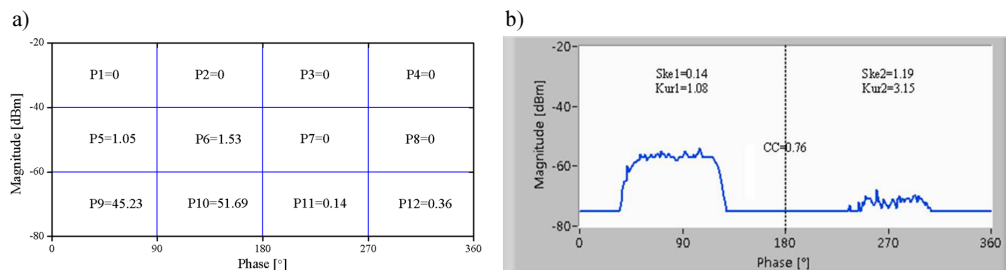 a)
-20
P1=0 P2=0 P3=0 P4=0
-40
P5=1.05 P6=1.53 P7=0 P8=0
-60
P9=45.23 P10=51.69 P11=0.14 P12=0.36
-80
0 90 180 270 360
Phase [°]
Magnitude [dBm]
b)
-20
Ske1=0.14 Ske2=1.19
Kur1=1.08 Kur2=3.15
-40
CC=0.76
-60
-80
0 90 180 270 360
Phase [°]
Magnitude [dBm]